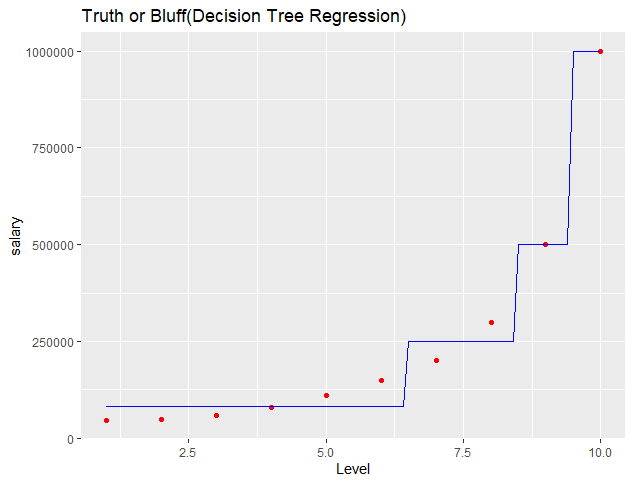 Truth or Bluff(Decision Tree Regression)
1000000
750000
500000
250000
0
salary
2.5 5.0 7.5 10.0
Level